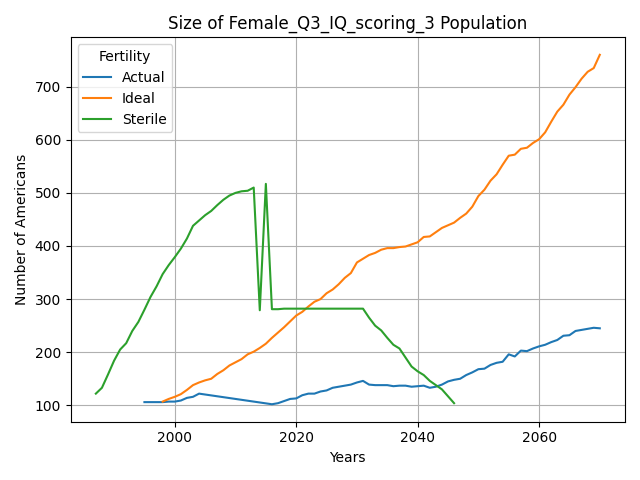 Size of Female_Q3_IQ_scoring_3 Population
Fertility
Actual
Ideal
Sterile
Number of Americans
700
600
500
400
300
200
100
2000
2020
2040
2060
Years